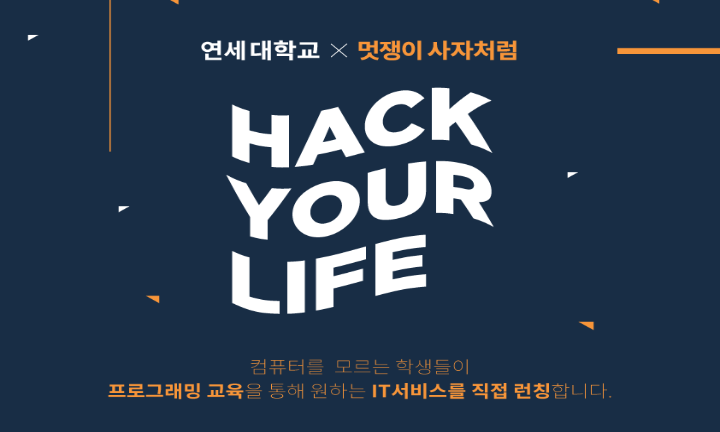 연세대학교 × 멋쟁이 사자처럼
HACK
YOUR
LIFE
컴퓨터를 모르는 학생들이
프로그래밍 교육을 통해 원하는 IT서비스를 직접 런칭합니다.